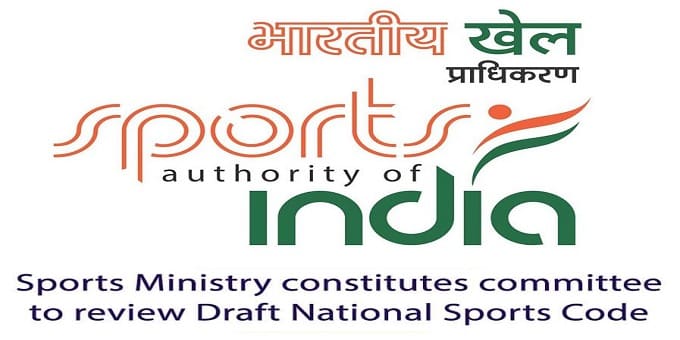 भारतीय खेल
प्राधिकरण
sports
authority of
india
Sports Ministry constitutes committee
to review Draft National Sports Code